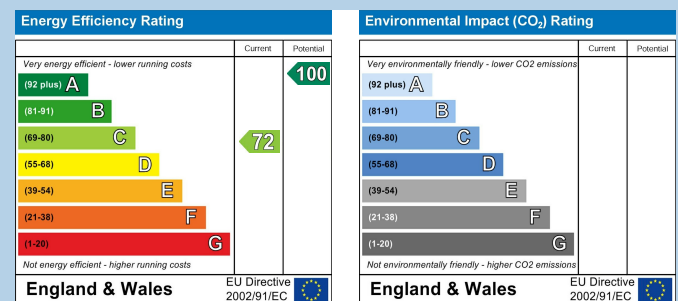 Energy Efficiency Rating
Current Potential
Very energy efficient - lower running costs
(92 plus) A
(81-91) B
(69-80) C
(55-68) D
(39-54) E
(21-38) F
(1-20) G
100
72
Not energy efficient - higher running costs
England & Wales
EU Directive
2002/91/EC
Environmental Impact (CO₂) Rating
Current Potential
Very environmentally friendly - lower CO2 emissions
(92 plus) A
(81-91) B
(69-80) C
(55-68) D
(39-54) E
(21-38) F
(1-20) G
Not environmentally friendly - higher CO2 emissions
England & Wales
EU Directive
2002/91/EC